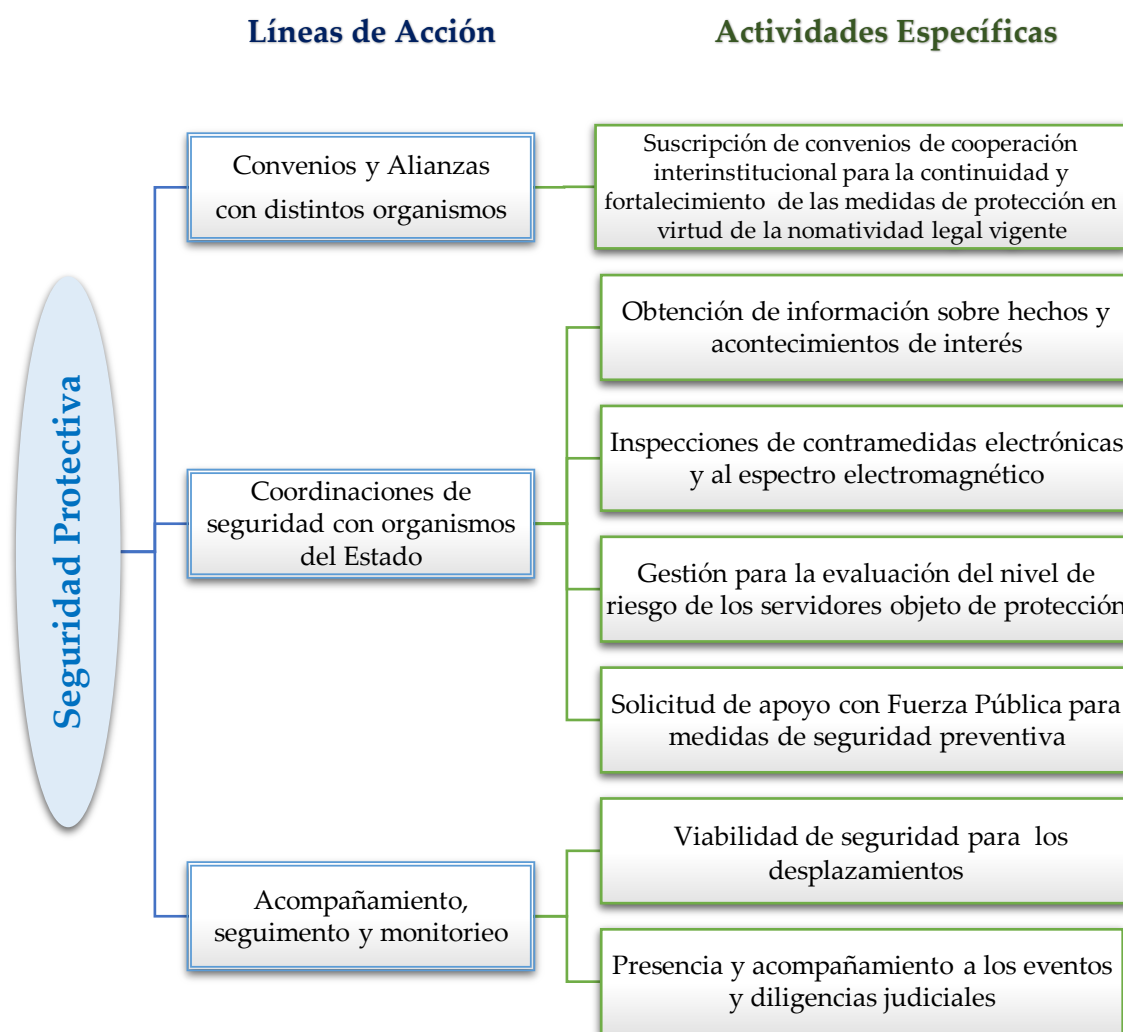 Líneas de Acción
Actividades Específicas
Seguridad Protectiva
Convenios y Alianzas
con distintos organismos
Suscripción de convenios de cooperación
interinstitucional para la continuidad y
fortalecimiento de las medidas de protección en
virtud de la nomatividad legal vigente
Coordinaciones de
seguridad con organismos
del Estado
Obtención de información sobre hechos y
acontecimientos de interés
Inspecciones de contramedidas electrónicas
y al espectro electromagnético
Gestión para la evaluación del nivel de
riesgo de los servidores objeto de protección
Solicitud de apoyo con Fuerza Pública para
medidas de seguridad preventiva
Acompañamiento,
seguimento y monitorieo
Viabilidad de seguridad para los
desplazamientos
Presencia y acompañamiento a los eventos
y diligencias judiciales